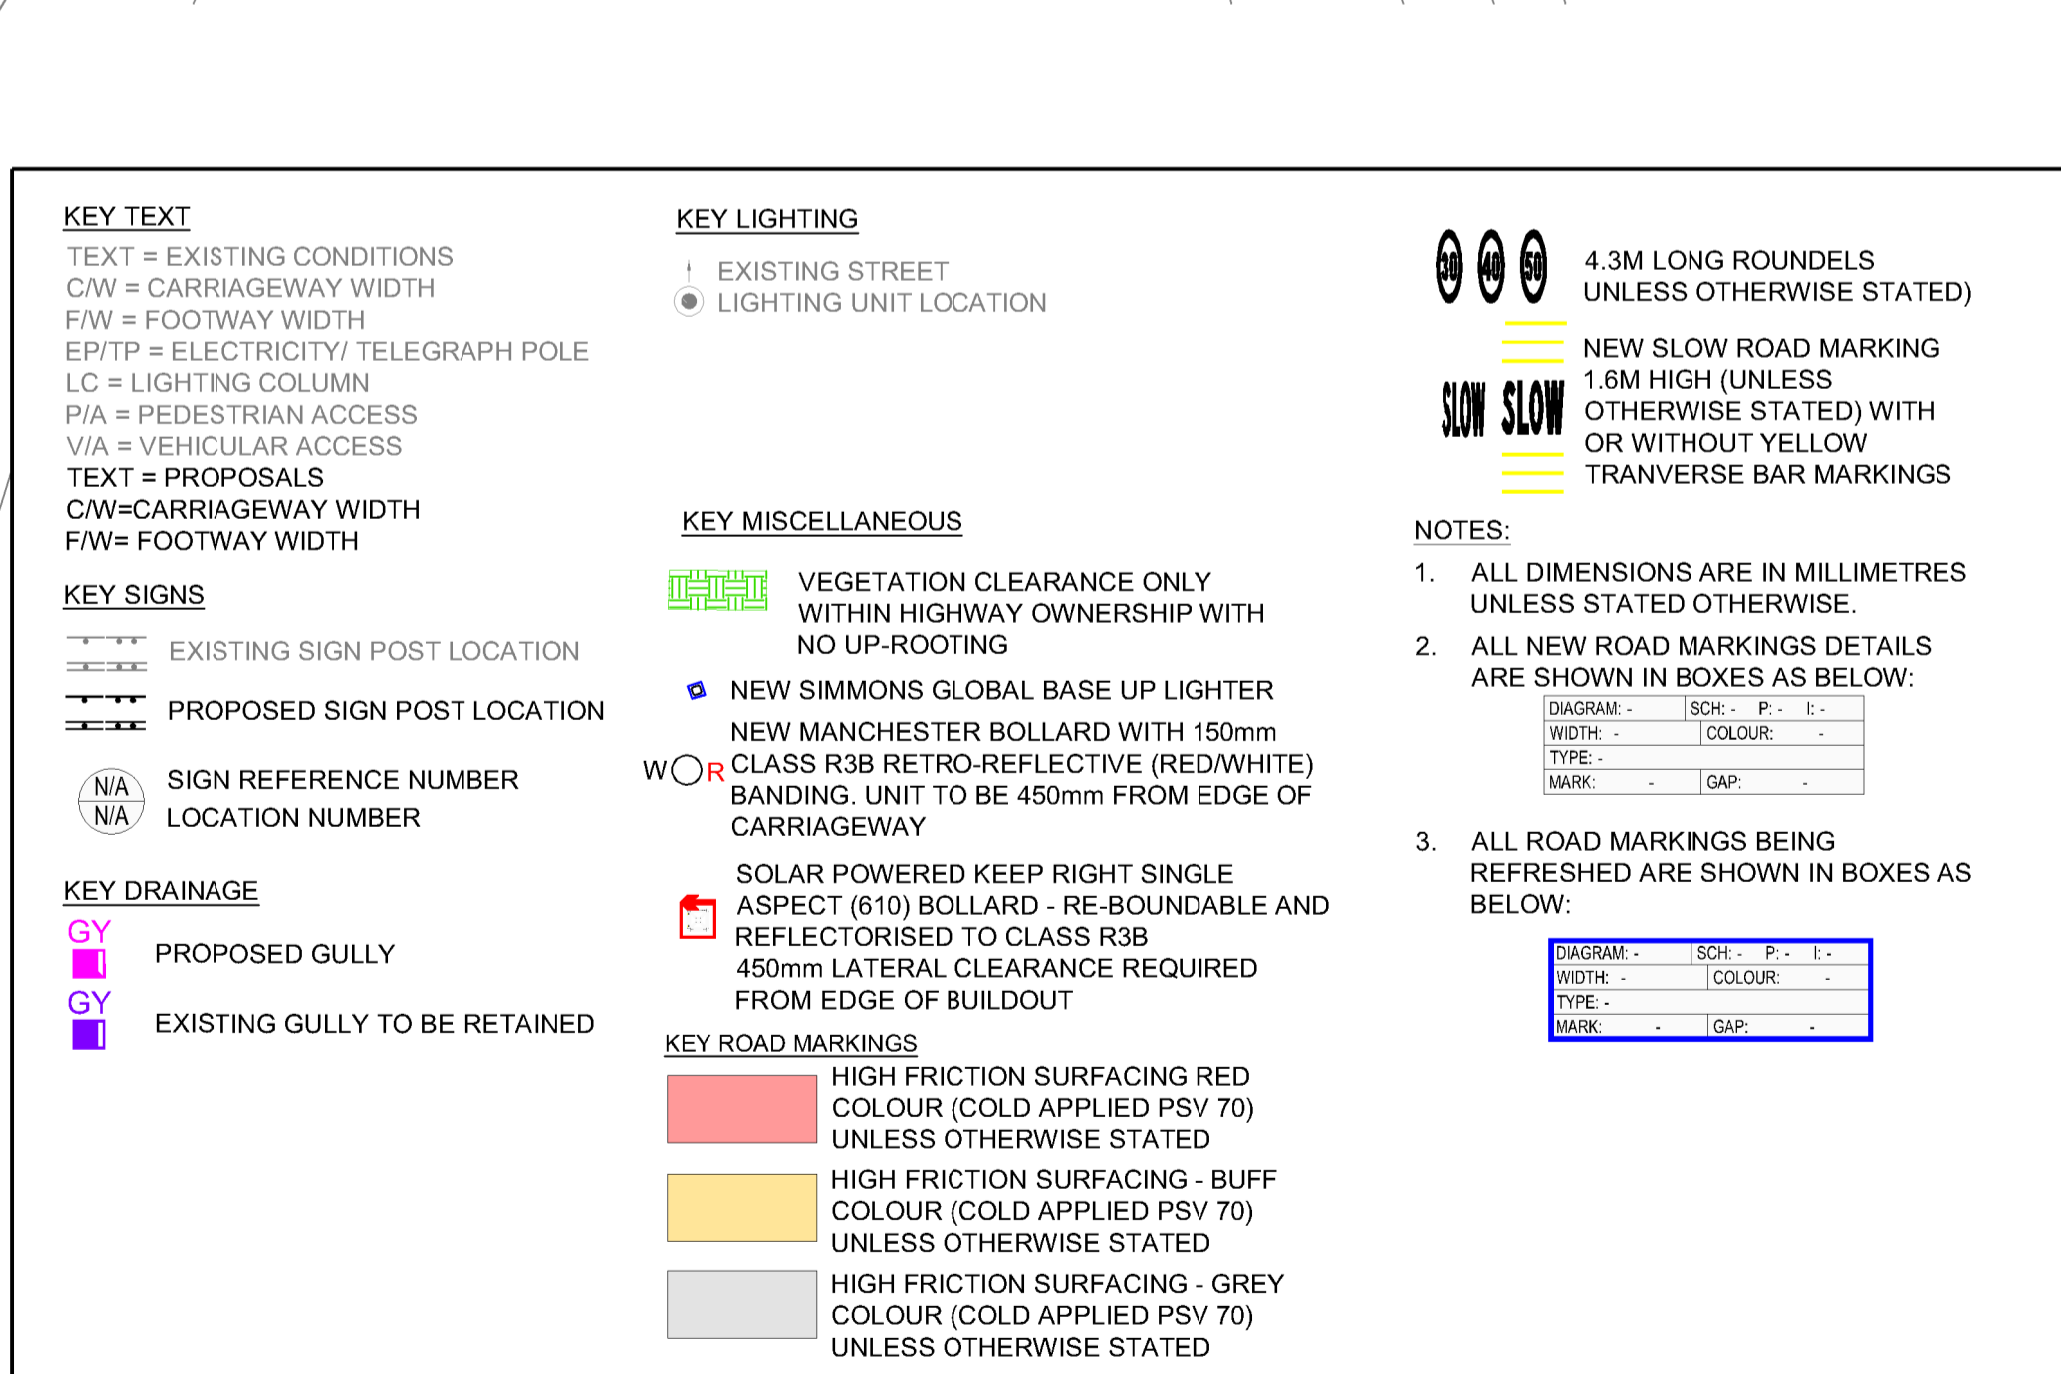 KEY TEXT
TEXT = EXISTING CONDITIONS
C/W = CARRIAGEWAY WIDTH
F/W = FOOTWAY WIDTH
EP/TP = ELECTRICITY/ TELEGRAPH POLE
LC = LIGHTING COLUMN
P/A = PEDESTRIAN ACCESS
V/A = VEHICULAR ACCESS
TEXT = PROPOSALS
C/W=CARRIAGEWAY WIDTH
F/W= FOOTWAY WIDTH
KEY SIGNS
EXISTING SIGN POST LOCATION
PROPOSED SIGN POST LOCATION
N/A SIGN REFERENCE NUMBER
N/A LOCATION NUMBER
KEY DRAINAGE
GY
PROPOSED GULLY
GY
EXISTING GULLY TO BE RETAINED
KEY LIGHTING
EXISTING STREET
LIGHTING UNIT LOCATION
KEY MISCELLANEOUS
VEGETATION CLEARANCE ONLY
WITHIN HIGHWAY OWNERSHIP WITH
NO UP-ROOTING
NEW SIMMONS GLOBAL BASE UP LIGHTER
NEW MANCHESTER BOLLARD WITH 150mm
W R CLASS R3B RETRO-REFLECTIVE (RED/WHITE)
BANDING. UNIT TO BE 450mm FROM EDGE OF
CARRIAGEWAY
SOLAR POWERED KEEP RIGHT SINGLE
ASPECT (610) BOLLARD - RE-BOUNDABLE AND
REFLECTORISED TO CLASS R3B
450mm LATERAL CLEARANCE REQUIRED
FROM EDGE OF BUILDOUT
KEY ROAD MARKINGS
HIGH FRICTION SURFACING RED
COLOUR (COLD APPLIED PSV 70)
UNLESS OTHERWISE STATED
HIGH FRICTION SURFACING - BUFF
COLOUR (COLD APPLIED PSV 70)
UNLESS OTHERWISE STATED
HIGH FRICTION SURFACING - GREY
COLOUR (COLD APPLIED PSV 70)
UNLESS OTHERWISE STATED
30 40 50
4.3M LONG ROUNDELS
UNLESS OTHERWISE STATED)
NEW SLOW ROAD MARKING
1.6M HIGH (UNLESS
SLOW SLOW OTHERWISE STATED) WITH
OR WITHOUT YELLOW
TRANVERSE BAR MARKINGS
NOTES:
1. ALL DIMENSIONS ARE IN MILLIMETRES
UNLESS STATED OTHERWISE.
2. ALL NEW ROAD MARKINGS DETAILS
ARE SHOWN IN BOXES AS BELOW:
DIAGRAM: - SCH: - P: - I: -
WIDTH: - COLOUR: -
TYPE: -
MARK: - GAP: -
3. ALL ROAD MARKINGS BEING
REFRESHED ARE SHOWN IN BOXES AS
BELOW:
DIAGRAM: - SCH: - P: - I: -
WIDTH: - COLOUR: -
TYPE: -
MARK: - GAP: -